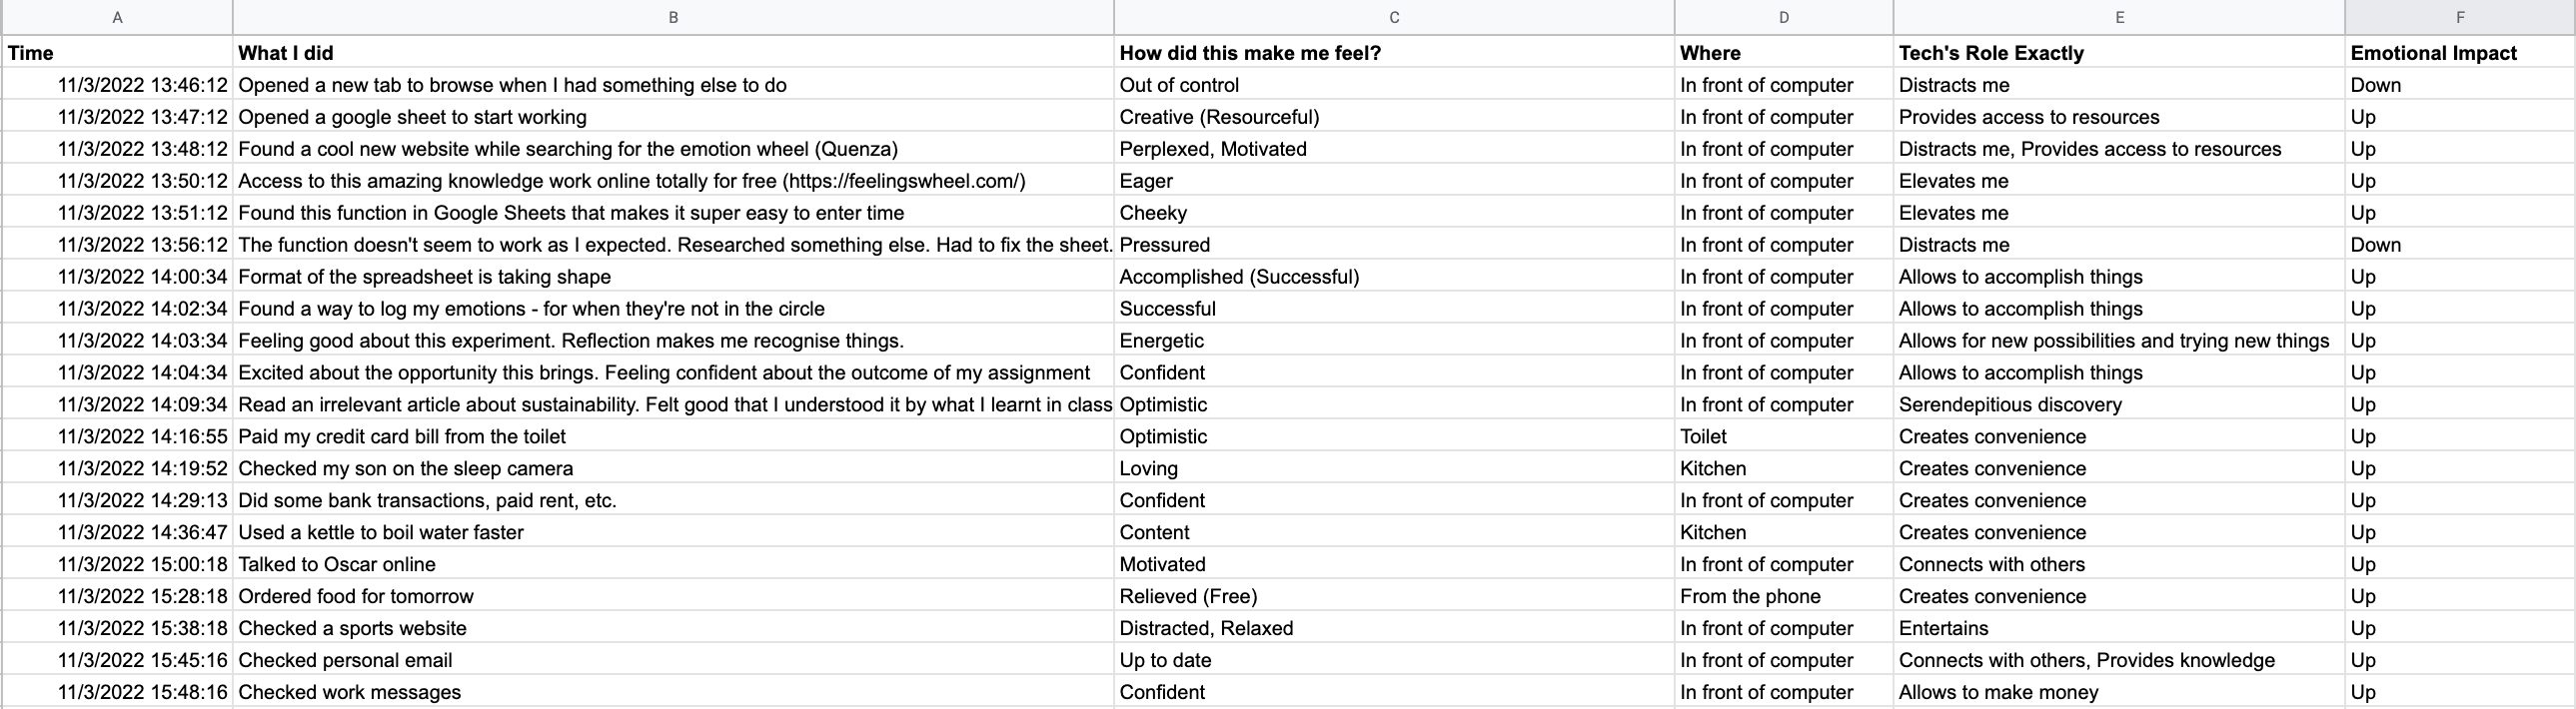 A B C D E F
Time What I did How did this make me feel? Where Tech's Role Exactly Emotional Impact
11/3/2022 13:46:12 Opened a new tab to browse when I had something else to do Out of control In front of computer Distracts me Down
11/3/2022 13:47:12 Opened a google sheet to start working Creative (Resourceful) In front of computer Provides access to resources Up
11/3/2022 13:48:12 Found a cool new website while searching for the emotion wheel (Quenza) Perplexed, Motivated In front of computer Distracts me, Provides access to resources Up
11/3/2022 13:50:12 Access to this amazing knowledge work online totally for free (https://feelingswheel.com/) Eager In front of computer Elevates me Up
11/3/2022 13:51:12 Found this function in Google Sheets that makes it super easy to enter time Cheeky In front of computer Elevates me Up
11/3/2022 13:56:12 The function doesn't seem to work as I expected. Researched something else. Had to fix the sheet. Pressured In front of computer Distracts me Down
11/3/2022 14:00:34 Format of the spreadsheet is taking shape Accomplished (Successful) In front of computer Allows to accomplish things Up
11/3/2022 14:02:34 Found a way to log my emotions - for when they're not in the circle Successful In front of computer Allows to accomplish things Up
11/3/2022 14:03:34 Feeling good about this experiment. Reflection makes me recognise things. Energetic In front of computer Allows for new possibilities and trying new things Up
11/3/2022 14:04:34 Excited about the opportunity this brings. Feeling confident about the outcome of my assignment Confident In front of computer Allows to accomplish things Up
11/3/2022 14:09:34 Read an irrelevant article about sustainability. Felt good that I understood it by what I learnt in class Optimistic In front of computer Serendepitious discovery Up
11/3/2022 14:16:55 Paid my credit card bill from the toilet Optimistic Toilet Creates convenience Up
11/3/2022 14:19:52 Checked my son on the sleep camera Loving Kitchen Creates convenience Up
11/3/2022 14:29:13 Did some bank transactions, paid rent, etc. Confident In front of computer Creates convenience Up
11/3/2022 14:36:47 Used a kettle to boil water faster Content Kitchen Creates convenience Up
11/3/2022 15:00:18 Talked to Oscar online Motivated In front of computer Connects with others Up
11/3/2022 15:28:18 Ordered food for tomorrow Relieved (Free) From the phone Creates convenience Up
11/3/2022 15:38:18 Checked a sports website Distracted, Relaxed In front of computer Entertains Up
11/3/2022 15:45:16 Checked personal email Up to date In front of computer Connects with others, Provides knowledge Up
11/3/2022 15:48:16 Checked work messages Confident In front of computer Allows to make money Up